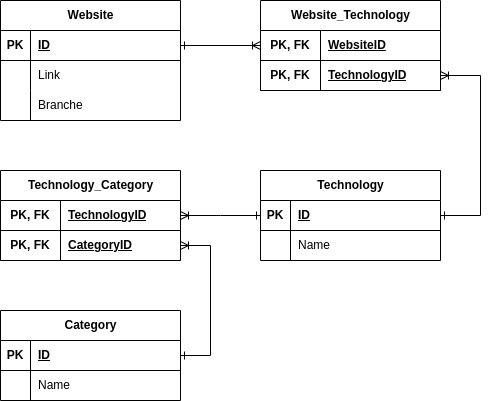 Website
PK ID
Link
Branche
Website_Technology
PK, FK WebsiteID
PK, FK TechnologyID
Technology_Category
PK, FK TechnologyID
PK, FK CategoryID
Technology
PK ID
Name
Category
PK ID
Name